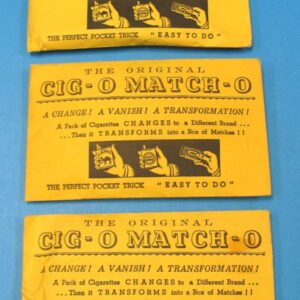 THE PERFECT POCKET TRICK "EASY TO DO"
THE ORIGINAL
CIG-O MATCH-O
A CHANGE! A VANISH! A TRANSFORMATION!
A Pack of Cigarettes CHANGES to a Different Brand ...
... Then it TRANSFORMS into a Box of Matches!!
THE PERFECT POCKET TRICK "EASY TO DO"
THE ORIGINAL
CIG-O MATCH-O
A CHANGE! A VANISH! A TRANSFORMATION!
A Pack of Cigarettes CHANGES to a Different Brand ...
... Then it TRANSFORMS into a Box of Matches!!